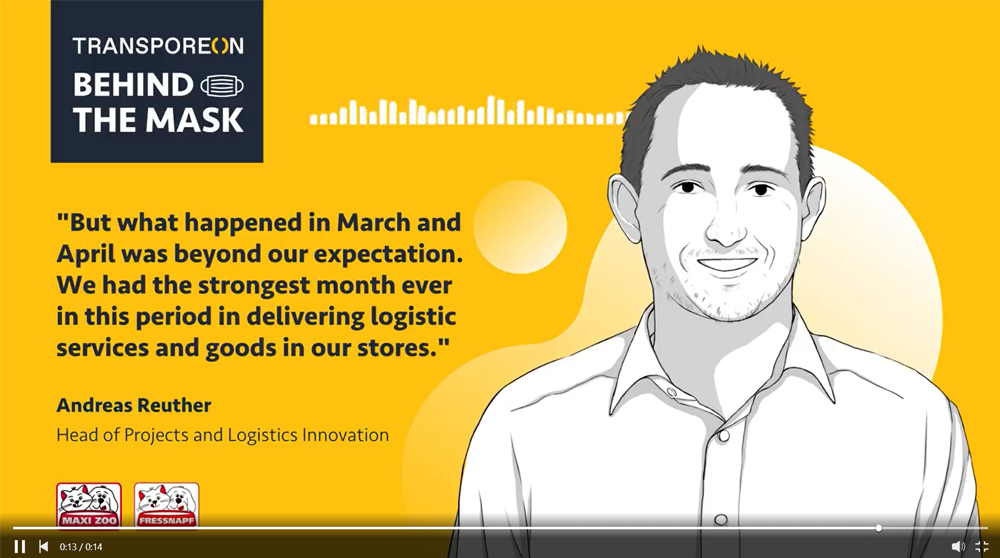 TRANSPOREON
BEHIND
THE MASK
"But what happened in March and
April was beyond our expectation.
We had the strongest month ever
in this period in delivering logistic
services and goods in our stores."
Andreas Reuther
Head of Projects and Logistics Innovation
MAXI ZOO
FRESSNAPF
0:13 / 0:14